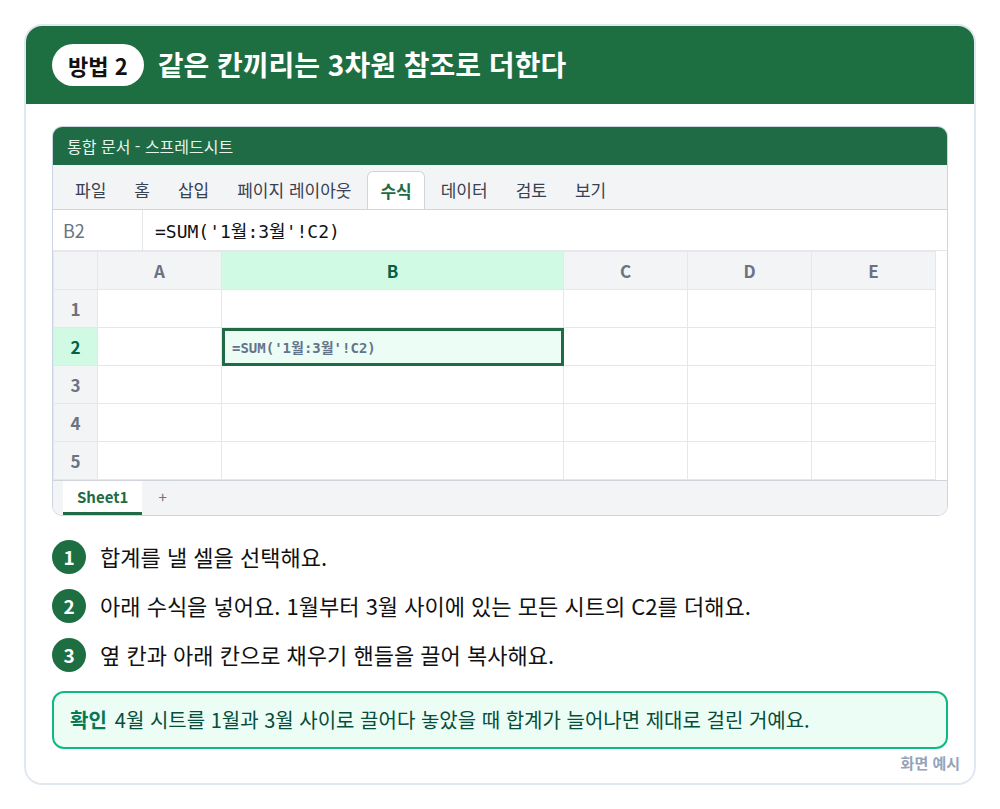 방법 2 같은 칸끼리는 3차원 참조로 더한다
통합 문서 - 스프레드시트
파일 홈 삽입 페이지 레이아웃 수식 데이터 검토 보기
B2 =SUM('1월:3월'!C2)
A B C D E
1
2 =SUM('1월:3월'!C2)
3
4
5
Sheet1 +
1 합계를 낼 셀을 선택해요.
2 아래 수식을 넣어요. 1월부터 3월 사이에 있는 모든 시트의 C2를 더해요.
3 옆 칸과 아래 칸으로 채우기 핸들을 끌어 복사해요.
확인 4월 시트를 1월과 3월 사이로 끌어다 놓았을 때 합계가 늘어나면 제대로 걸린 거예요.
화면 예시